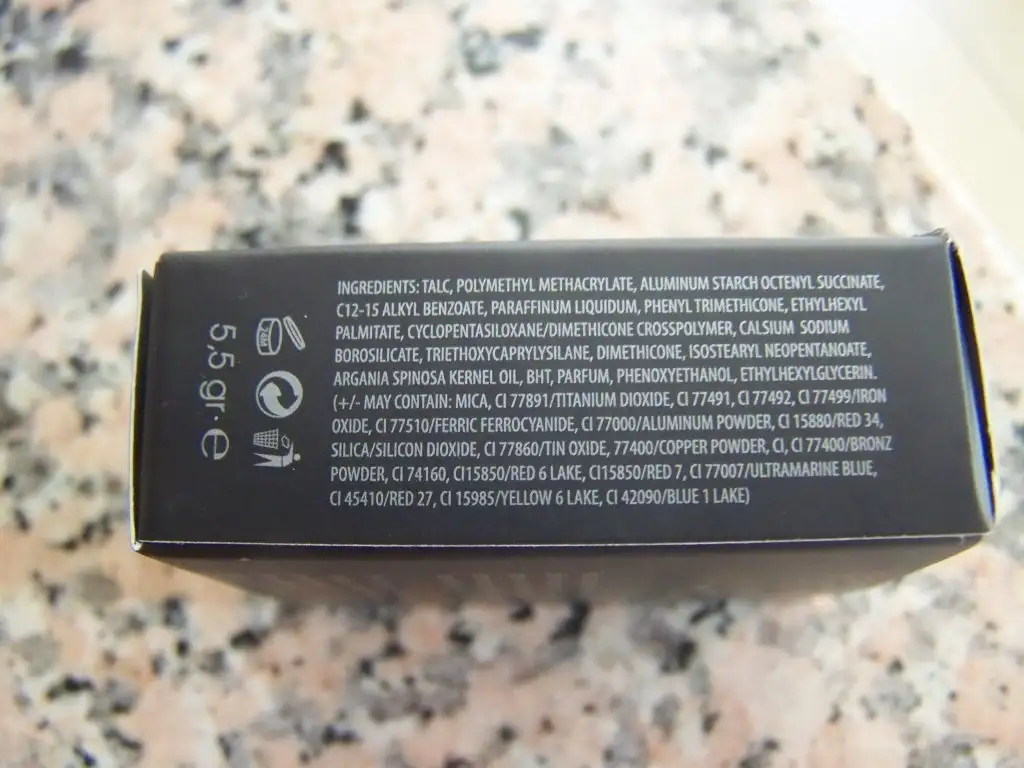 INGREDIENTS: TALC, POLYMETHYL METHACRYLATE, ALUMINUM STARCH OCTENYL SUCCINATE,
C12-15 ALKYL BENZOATE, PARAFFINUM LIQUIDUM, PHENYL TRIMETHICONE, ETHYLHEXYL
PALMITATE, CYCLOPENTASILOXANE/DIMETHICONE CROSSPOLYMER, CALSIUM SODIUM
BOROSILICATE, TRIETHOXYCAPRYLYSILANE, DIMETHICONE, ISOSTEARYL NEOPENTANOATE,
ARGANIA SPINOSA KERNEL OIL, BHT, PARFUM, PHENOXYETHANOL, ETHYLHEXYLGLYCERIN.
(+/- MAY CONTAIN: MICA, CI 77891/TITANIUM DIOXIDE, CI 77491, CI 77492, CI 77499/IRON
OXIDE, CI 77510/FERRIC FERROCYANIDE, CI 77000/ALUMINUM POWDER, CI 15880/RED 34,
SILICA/SILICON DIOXIDE, CI 77860/TIN OXIDE, 77400/COPPER POWDER, CI, CI 77400/BRONZ
POWDER, CI 74160, CI15850/RED 6 LAKE, CI15850/RED 7, CI 77007/ULTRAMARINE BLUE,
CI 45410/RED 27, CI 15985/YELLOW 6 LAKE, CI 42090/BLUE 1 LAKE)
5,5 gr. e